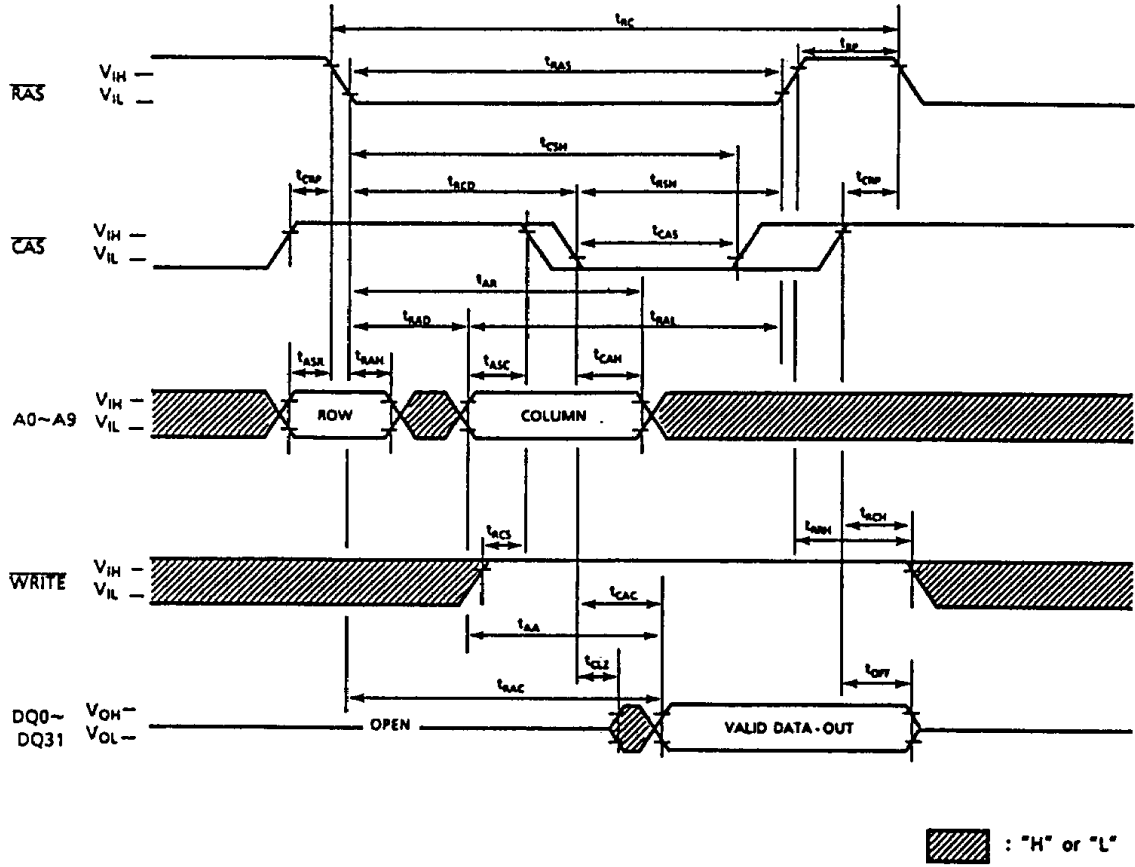 tRC
tRP
tRAS
RAS
VIH
VIL
tCSH
tCRP
tRCD
tRSH
tCRP
CAS
VIH
VIL
tCAS
tAR
tRAD
tRAL
tASR
tRAH
tASC
tCAH
A0~A9
VIH
VIL
ROW
COLUMN
tRCS
tRCH
tRRH
WRITE
VIH
VIL
tCAC
tAA
tCLZ
tOFF
tRAC
DQ0~
DQ31
VOH
VOL
OPEN
VALID DATA-OUT
: "H" or "L"